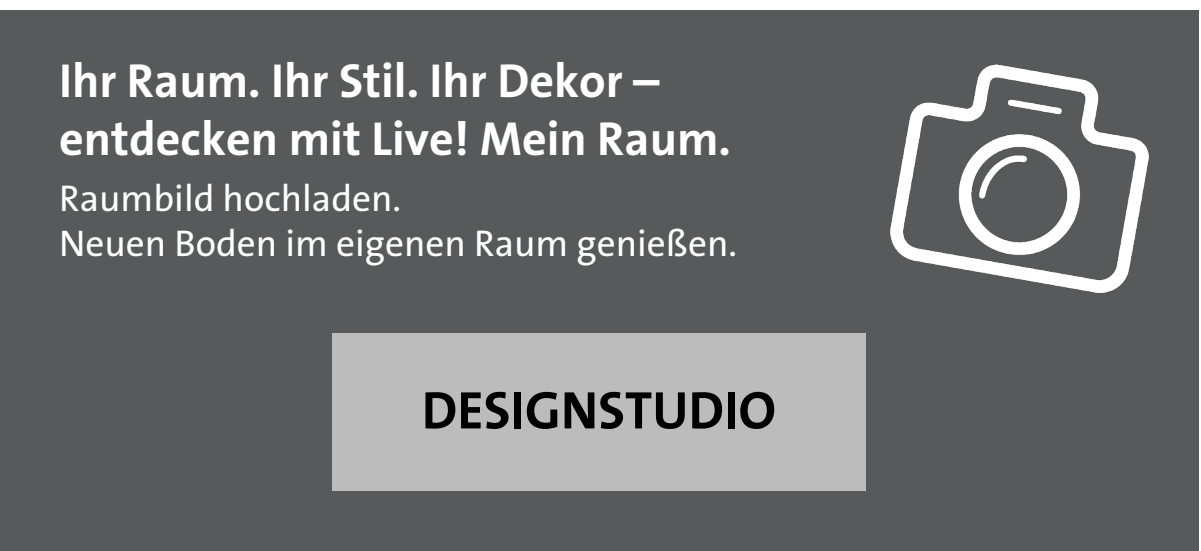 Ihr Raum. Ihr Stil. Ihr Dekor –
entdecken mit Live! Mein Raum.
Raumbild hochladen.
Neuen Boden im eigenen Raum genießen.
DESIGNSTUDIO